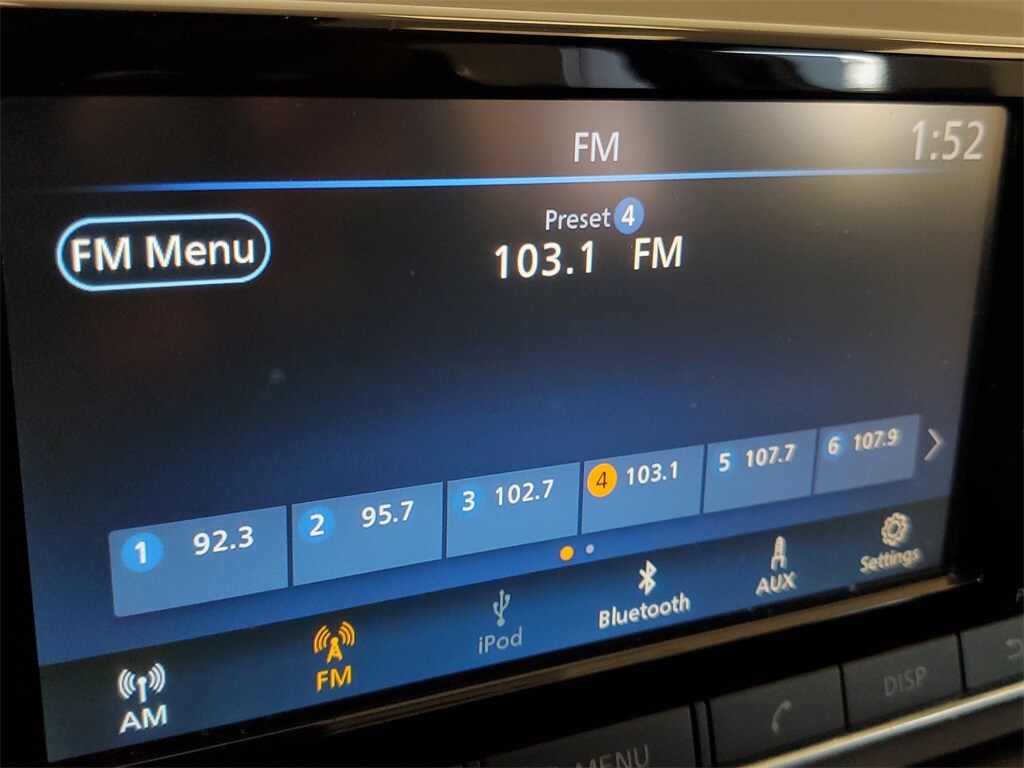 FM
1:52
FM Menu
Preset 4
103.1 FM
1 92.3
2 95.7
3 102.7
4 103.1
5 107.7
6 107.9
AM
FM
iPod
Bluetooth
AUX
Settings
MENU
DISP